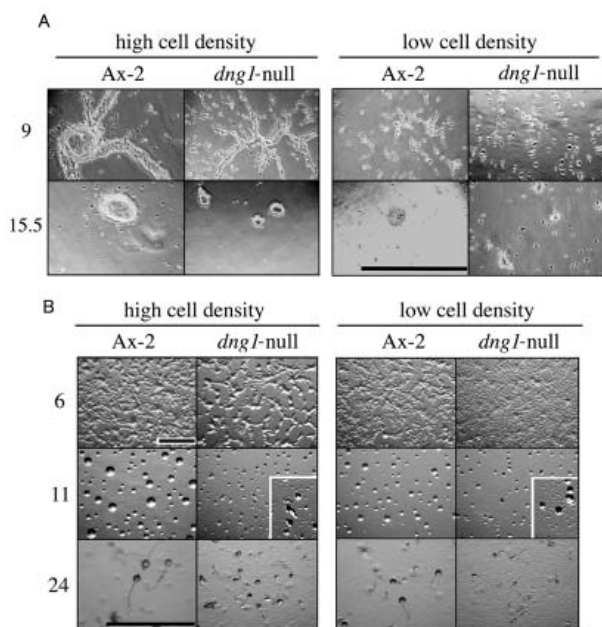 A
high cell density low cell density
Ax-2 dng1-null Ax-2 dng1-null
9
15.5
B
high cell density low cell density
Ax-2 dng1-null Ax-2 dng1-null
6
11
24